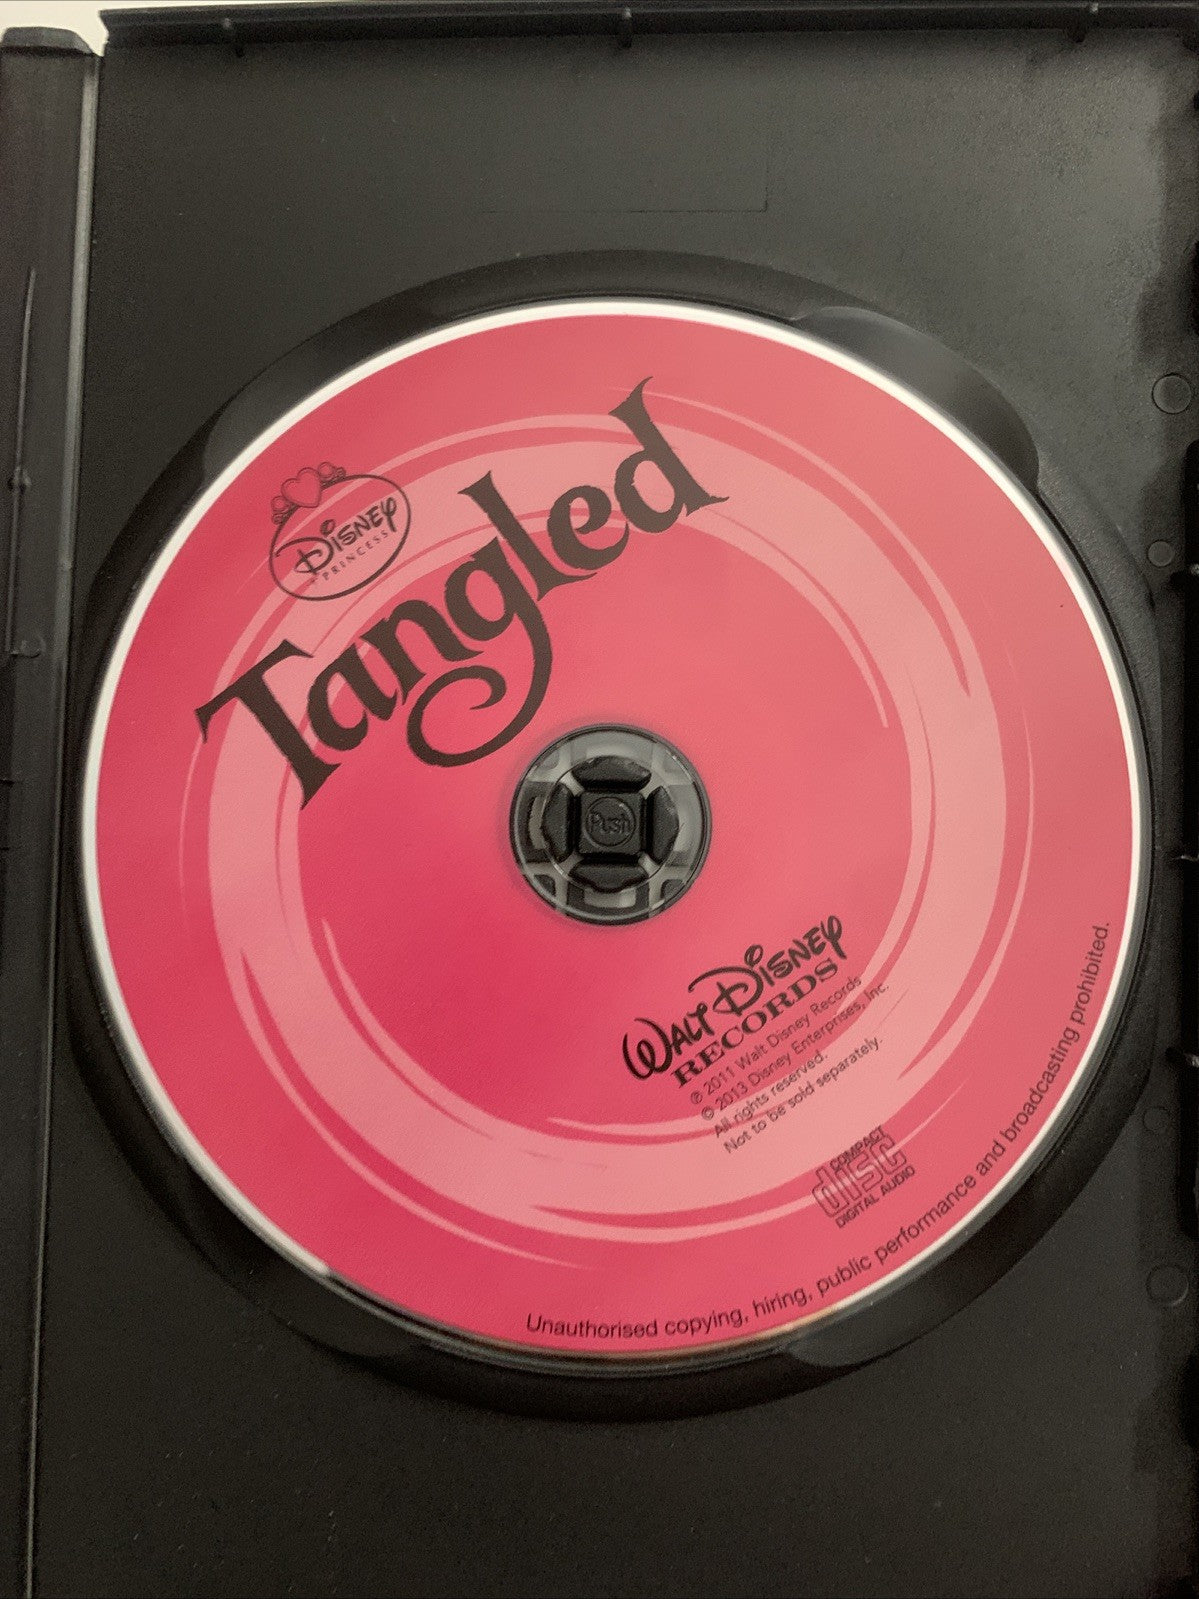 Disney
PRINCESS
Tangled
Push
Walt Disney
RECORDS
℗ 2011 Walt Disney Records
© 2013 Disney Enterprises, Inc.
All rights reserved.
Not to be sold separately.
COMPACT
disc
DIGITAL AUDIO
Unauthorised copying, hiring, public performance and broadcasting prohibited.